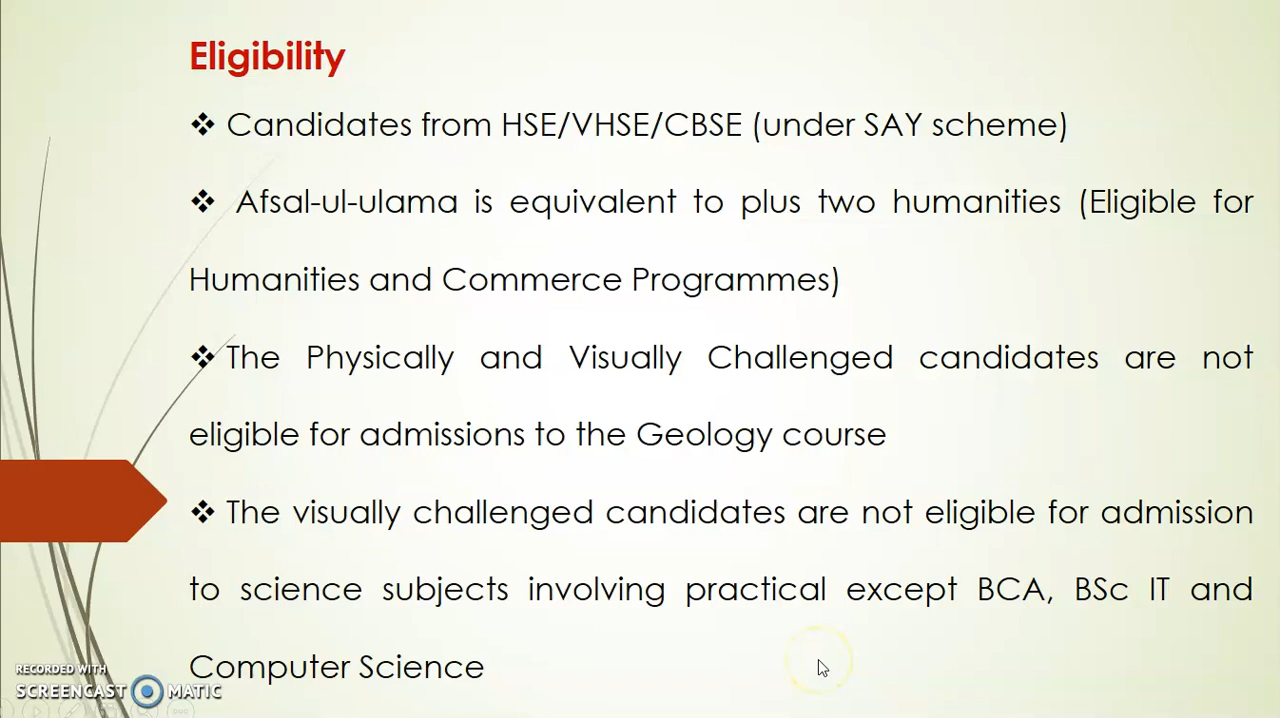 Eligibility
❖ Candidates from HSE/VHSE/CBSE (under SAY scheme)
❖ Afsal-ul-ulama is equivalent to plus two humanities (Eligible for
Humanities and Commerce Programmes)
❖ The Physically and Visually Challenged candidates are not
eligible for admissions to the Geology course
❖ The visually challenged candidates are not eligible for admission
to science subjects involving practical except BCA, BSc IT and
Computer Science
RECORDED WITH
SCREENCAST MATIC